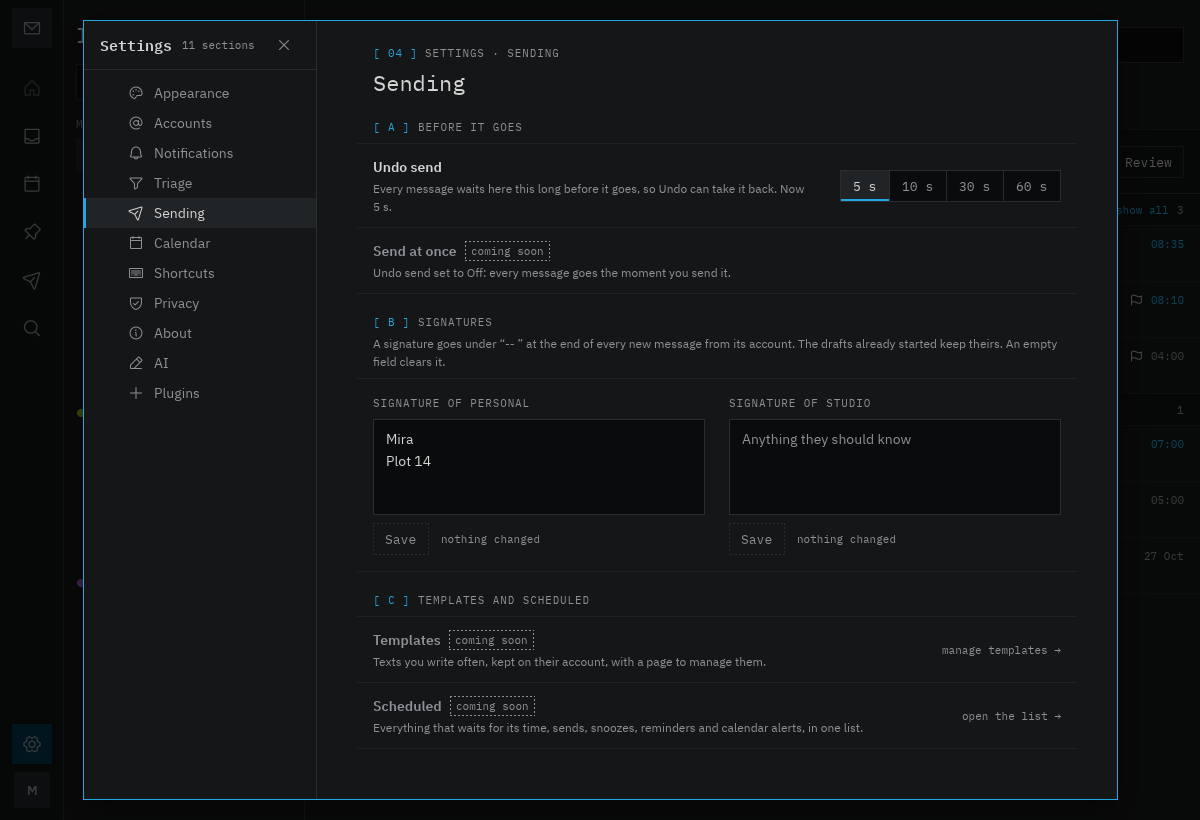 Settings 11 sections
Appearance
Accounts
Notifications
Triage
Sending
Calendar
Shortcuts
Privacy
About
AI
Plugins
M
[ 04 ] SETTINGS · SENDING
Sending
[ A ] BEFORE IT GOES
Undo send
Every message waits here this long before it goes, so Undo can take it back. Now
5 s.
5 s 10 s 30 s 60 s
Send at once coming soon
Undo send set to Off: every message goes the moment you send it.
[ B ] SIGNATURES
A signature goes under “-- ” at the end of every new message from its account. The drafts already started keep theirs. An empty
field clears it.
SIGNATURE OF PERSONAL
Mira
Plot 14
Save nothing changed
SIGNATURE OF STUDIO
Anything they should know
Save nothing changed
[ C ] TEMPLATES AND SCHEDULED
Templates coming soon
Texts you write often, kept on their account, with a page to manage them.
manage templates →
Scheduled coming soon
Everything that waits for its time, sends, snoozes, reminders and calendar alerts, in one list.
open the list →
Review
show all 3
08:35
08:10
04:00
1
07:00
05:00
27 Oct